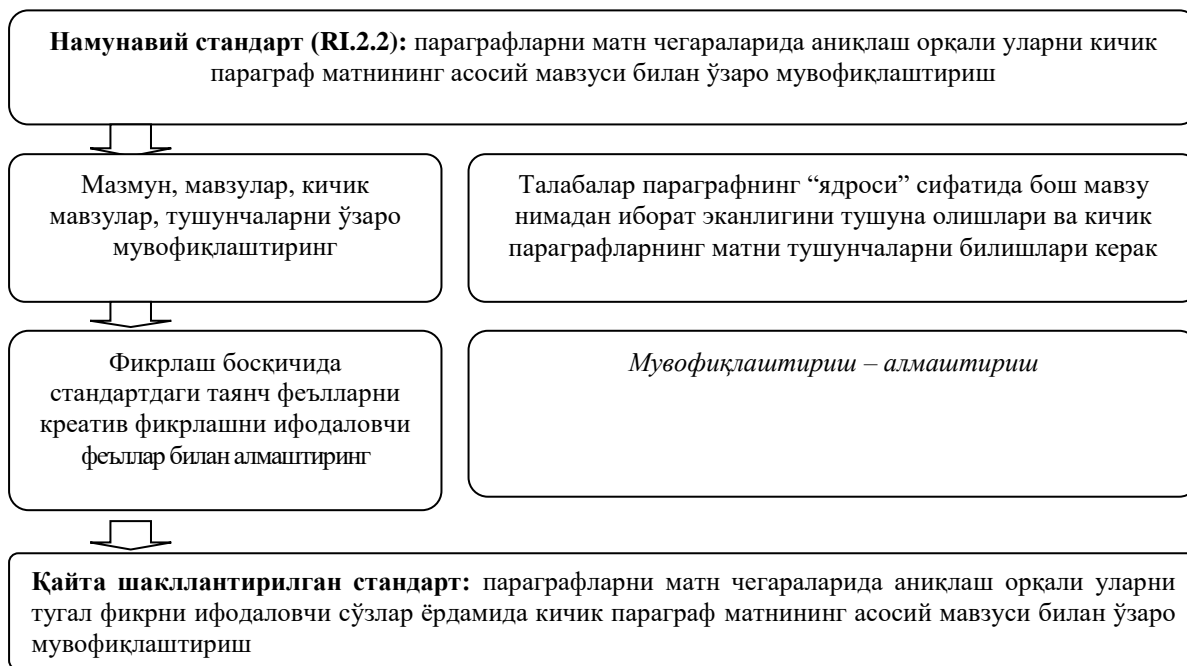 Намунавий стандарт (RI.2.2): параграфларни матн чегараларида аниқлаш орқали уларни кичик
параграф матнининг асосий мавзуси билан ўзаро мувофиқлаштириш
Мазмун, мавзулар, кичик
мавзулар, тушунчаларни ўзаро
мувофиқлаштиринг
Талабалар параграфнинг “ядроси” сифатида бош мавзу
нимадан иборат эканлигини тушуна олишлари ва кичик
параграфларнинг матни тушунчаларни билишлари керак
Фикрлаш босқичида
стандартдаги таянч феълларни
креатив фикрлашни ифодаловчи
феъллар билан алмаштиринг
Мувофиқлаштириш – алмаштириш
Қайта шакллантирилган стандарт: параграфларни матн чегараларида аниқлаш орқали уларни
тугал фикрни ифодаловчи сўзлар ёрдамида кичик параграф матнининг асосий мавзуси билан ўзаро
мувофиқлаштириш